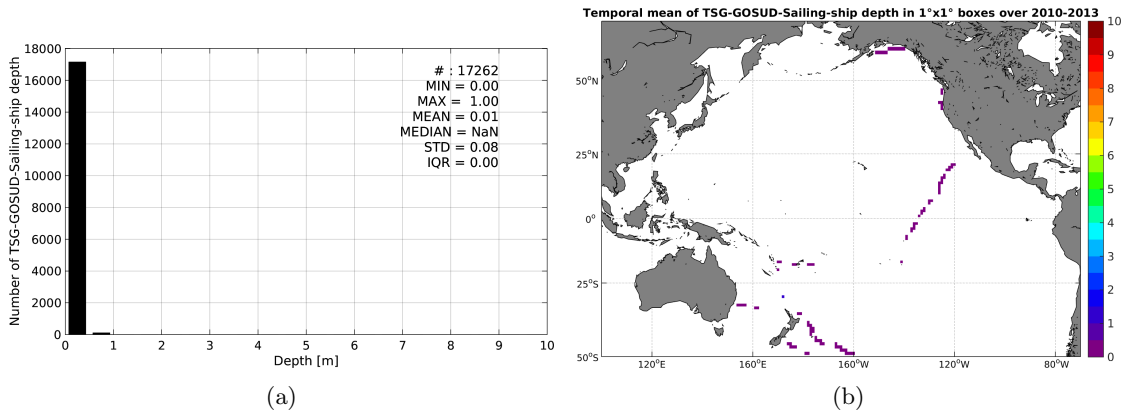 Number of TSG-GOSUD-Sailing-ship depth
18000
16000
14000
12000
10000
8000
6000
4000
2000
0
# : 17262
MIN = 0.00
MAX = 1.00
MEAN = 0.01
MEDIAN = NaN
STD = 0.08
IQR = 0.00
0 1 2 3 4 5 6 7 8 9 10
Depth [m]
(a)
Temporal mean of TSG-GOSUD-Sailing-ship depth in 1°x1° boxes over 2010-2013
50°N
25°N
0°
25°S
50°S
120°E 160°E 160°W 120°W 80°W
10
9
8
7
6
5
4
3
2
1
0
(b)